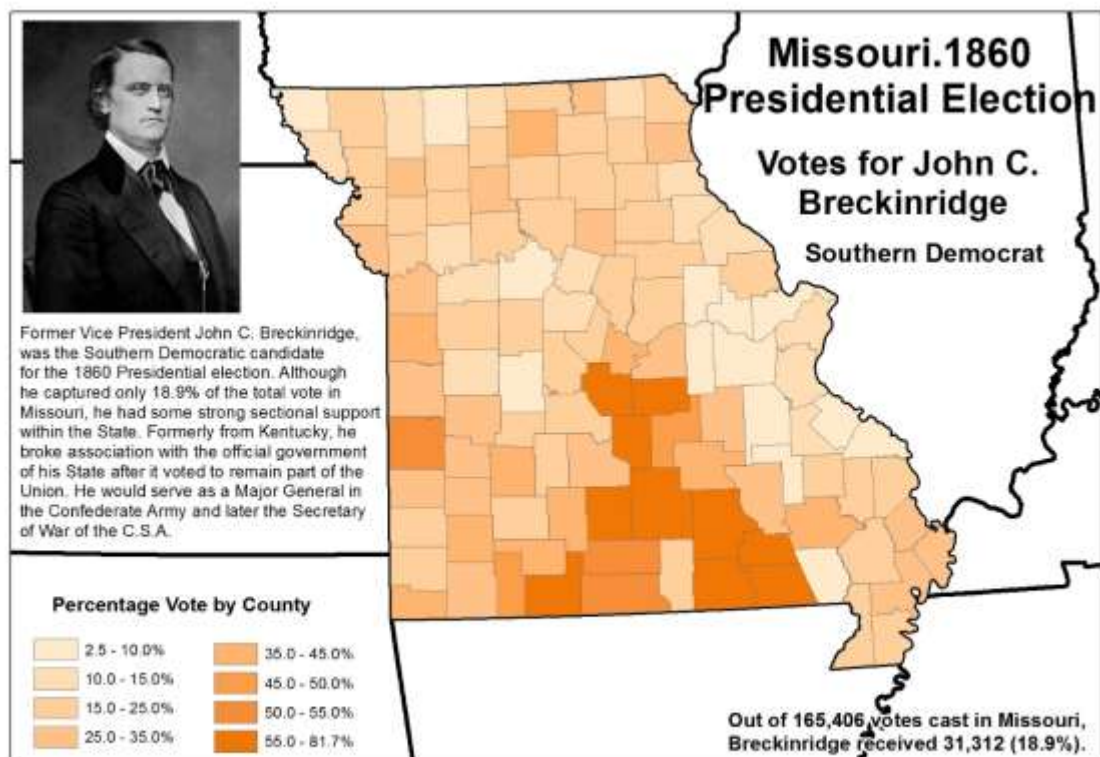 Missouri.1860
Presidential Election
Votes for John C.
Breckinridge
Southern Democrat
Former Vice President John C. Breckinridge,
was the Southern Democratic candidate
for the 1860 Presidential election. Although
he captured only 18.9% of the total vote in
Missouri, he had some strong sectional support
within the State. Formerly from Kentucky, he
broke association with the official government
of his State after it voted to remain part of the
Union. He would serve as a Major General in
the Confederate Army and later the Secretary
of War of the C.S.A.
Percentage Vote by County
2.5 - 10.0%
10.0 - 15.0%
15.0 - 25.0%
25.0 - 35.0%
35.0 - 45.0%
45.0 - 50.0%
50.0 - 55.0%
55.0 - 81.7%
Out of 165,406 votes cast in Missouri,
Breckinridge received 31,312 (18.9%).